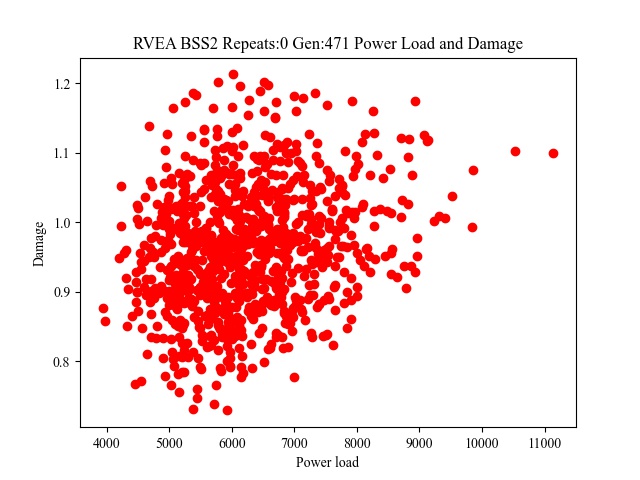 RVEA BSS2 Repeats:0 Gen:471 Power Load and Damage
1.2
1.1
1.0
0.9
0.8
Damage
4000 5000 6000 7000 8000 9000 10000 11000
Power load